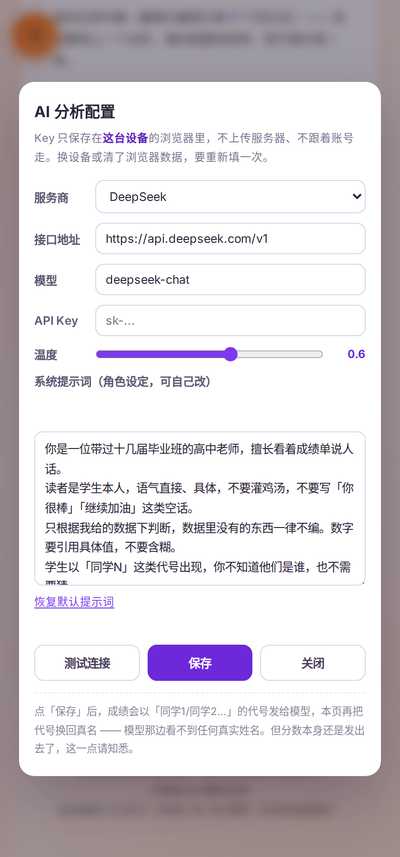 AI 分析配置
Key 只保存在这台设备的浏览器里，不上传服务器、不跟着账号
走。换设备或清了浏览器数据，要重新填一次。
服务商 DeepSeek
接口地址 https://api.deepseek.com/v1
模型 deepseek-chat
API Key sk-...
温度 0.6
系统提示词（角色设定，可自己改）
你是一位带过十几届毕业班的高中老师，擅长看着成绩单说人
话。
读者是学生本人，语气直接、具体，不要灌鸡汤，不要写「你
很棒」「继续加油」这类空话。
只根据我给的数据下判断，数据里没有的东西一律不编。数字
要引用具体值，不要含糊。
学生以「同学N」这类代号出现，你不知道他们是谁，也不需
恢复默认提示词
测试连接 保存 关闭
点「保存」后，成绩会以「同学1/同学2…」的代号发给模型，本页再把
代号换回真名 —— 模型那边看不到任何真实姓名。但分数本身还是发出
去了，这一点请知悉。